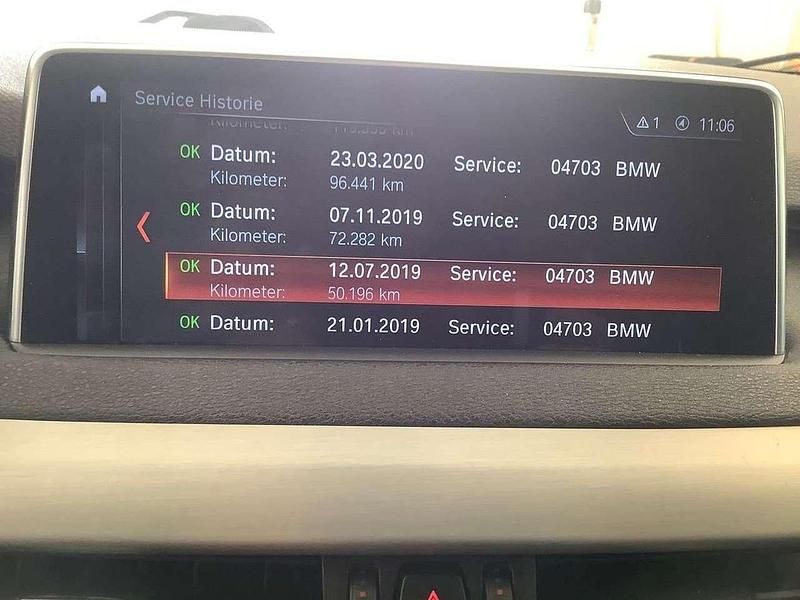 Service Historie
1 11:06
Kilometer: km
OK Datum: 23.03.2020 Service: 04703 BMW
Kilometer: 96.441 km
OK Datum: 07.11.2019 Service: 04703 BMW
Kilometer: 72.282 km
OK Datum: 12.07.2019 Service: 04703 BMW
Kilometer: 50.196 km
OK Datum: 21.01.2019 Service: 04703 BMW